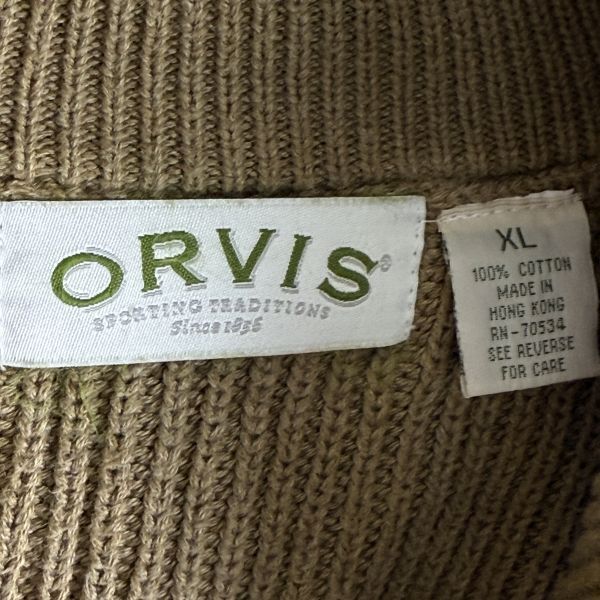 ORVIS®
SPORTING TRADITIONS
Since 1856
XL
100% COTTON
MADE IN
HONG KONG
RN-70534
SEE REVERSE
FOR CARE